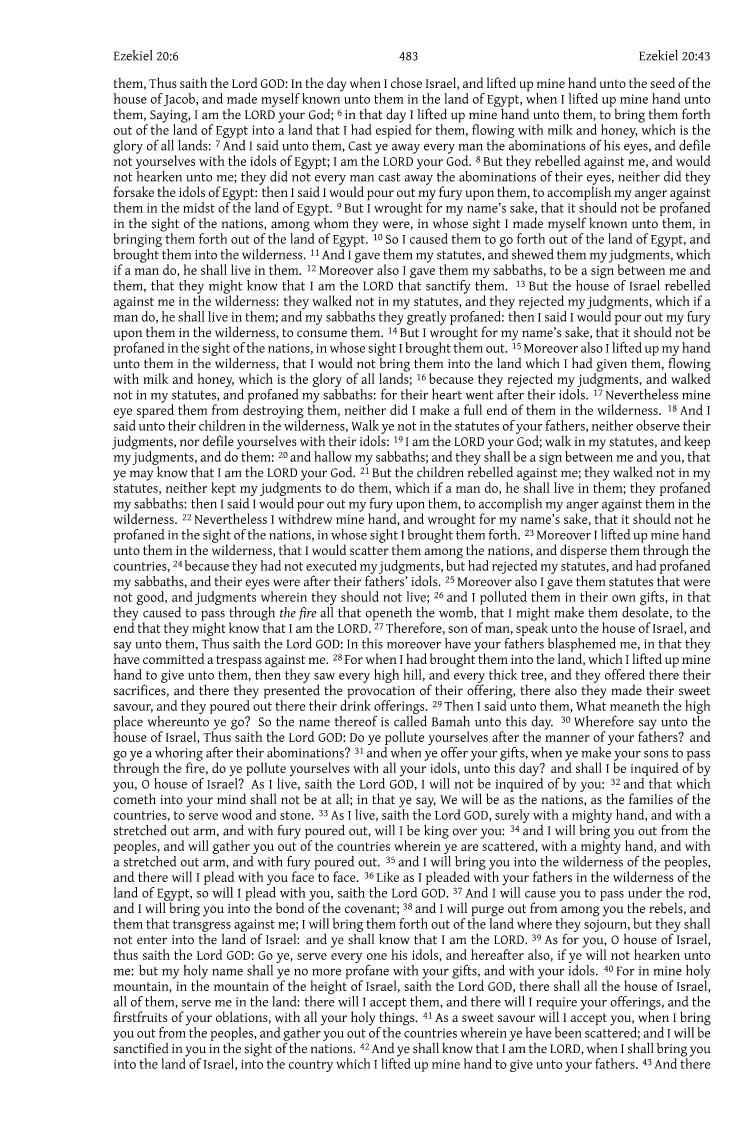 Ezekiel 20:6 483 Ezekiel 20:43
them, Thus saith the Lord GOD: In the day when I chose Israel, and lifted up mine hand unto the seed of the
house of Jacob, and made myself known unto them in the land of Egypt, when I lifted up mine hand unto
them, Saying, I am the LORD your God; 6 in that day I lifted up mine hand unto them, to bring them forth
out of the land of Egypt into a land that I had espied for them, flowing with milk and honey, which is the
glory of all lands: 7 And I said unto them, Cast ye away every man the abominations of his eyes, and defile
not yourselves with the idols of Egypt; I am the LORD your God. 8 But they rebelled against me, and would
not hearken unto me; they did not every man cast away the abominations of their eyes, neither did they
forsake the idols of Egypt: then I said I would pour out my fury upon them, to accomplish my anger against
them in the midst of the land of Egypt. 9 But I wrought for my name’s sake, that it should not be profaned
in the sight of the nations, among whom they were, in whose sight I made myself known unto them, in
bringing them forth out of the land of Egypt. 10 So I caused them to go forth out of the land of Egypt, and
brought them into the wilderness. 11 And I gave them my statutes, and shewed them my judgments, which
if a man do, he shall live in them. 12 Moreover also I gave them my sabbaths, to be a sign between me and
them, that they might know that I am the LORD that sanctify them. 13 But the house of Israel rebelled
against me in the wilderness: they walked not in my statutes, and they rejected my judgments, which if a
man do, he shall live in them; and my sabbaths they greatly profaned: then I said I would pour out my fury
upon them in the wilderness, to consume them. 14 But I wrought for my name’s sake, that it should not be
profaned in the sight of the nations, in whose sight I brought them out. 15 Moreover also I lifted up my hand
unto them in the wilderness, that I would not bring them into the land which I had given them, flowing
with milk and honey, which is the glory of all lands; 16 because they rejected my judgments, and walked
not in my statutes, and profaned my sabbaths: for their heart went after their idols. 17 Nevertheless mine
eye spared them from destroying them, neither did I make a full end of them in the wilderness. 18 And I
said unto their children in the wilderness, Walk ye not in the statutes of your fathers, neither observe their
judgments, nor defile yourselves with their idols: 19 I am the LORD your God; walk in my statutes, and keep
my judgments, and do them: 20 and hallow my sabbaths; and they shall be a sign between me and you, that
ye may know that I am the LORD your God. 21 But the children rebelled against me; they walked not in my
statutes, neither kept my judgments to do them, which if a man do, he shall live in them; they profaned
my sabbaths: then I said I would pour out my fury upon them, to accomplish my anger against them in the
wilderness. 22 Nevertheless I withdrew mine hand, and wrought for my name’s sake, that it should not he
profaned in the sight of the nations, in whose sight I brought them forth. 23 Moreover I lifted up mine hand
unto them in the wilderness, that I would scatter them among the nations, and disperse them through the
countries, 24 because they had not executed my judgments, but had rejected my statutes, and had profaned
my sabbaths, and their eyes were after their fathers’ idols. 25 Moreover also I gave them statutes that were
not good, and judgments wherein they should not live; 26 and I polluted them in their own gifts, in that
they caused to pass through the fire all that openeth the womb, that I might make them desolate, to the
end that they might know that I am the LORD. 27 Therefore, son of man, speak unto the house of Israel, and
say unto them, Thus saith the Lord GOD: In this moreover have your fathers blasphemed me, in that they
have committed a trespass against me. 28 For when I had brought them into the land, which I lifted up mine
hand to give unto them, then they saw every high hill, and every thick tree, and they offered there their
sacrifices, and there they presented the provocation of their offering, there also they made their sweet
savour, and they poured out there their drink offerings. 29 Then I said unto them, What meaneth the high
place whereunto ye go? So the name thereof is called Bamah unto this day. 30 Wherefore say unto the
house of Israel, Thus saith the Lord GOD: Do ye pollute yourselves after the manner of your fathers? and
go ye a whoring after their abominations? 31 and when ye offer your gifts, when ye make your sons to pass
through the fire, do ye pollute yourselves with all your idols, unto this day? and shall I be inquired of by
you, O house of Israel? As I live, saith the Lord GOD, I will not be inquired of by you: 32 and that which
cometh into your mind shall not be at all; in that ye say, We will be as the nations, as the families of the
countries, to serve wood and stone. 33 As I live, saith the Lord GOD, surely with a mighty hand, and with a
stretched out arm, and with fury poured out, will I be king over you: 34 and I will bring you out from the
peoples, and will gather you out of the countries wherein ye are scattered, with a mighty hand, and with
a stretched out arm, and with fury poured out. 35 and I will bring you into the wilderness of the peoples,
and there will I plead with you face to face. 36 Like as I pleaded with your fathers in the wilderness of the
land of Egypt, so will I plead with you, saith the Lord GOD. 37 And I will cause you to pass under the rod,
and I will bring you into the bond of the covenant; 38 and I will purge out from among you the rebels, and
them that transgress against me; I will bring them forth out of the land where they sojourn, but they shall
not enter into the land of Israel: and ye shall know that I am the LORD. 39 As for you, O house of Israel,
thus saith the Lord GOD: Go ye, serve every one his idols, and hereafter also, if ye will not hearken unto
me: but my holy name shall ye no more profane with your gifts, and with your idols. 40 For in mine holy
mountain, in the mountain of the height of Israel, saith the Lord GOD, there shall all the house of Israel,
all of them, serve me in the land: there will I accept them, and there will I require your offerings, and the
firstfruits of your oblations, with all your holy things. 41 As a sweet savour will I accept you, when I bring
you out from the peoples, and gather you out of the countries wherein ye have been scattered; and I will be
sanctified in you in the sight of the nations. 42 And ye shall know that I am the LORD, when I shall bring you
into the land of Israel, into the country which I lifted up mine hand to give unto your fathers. 43 And there